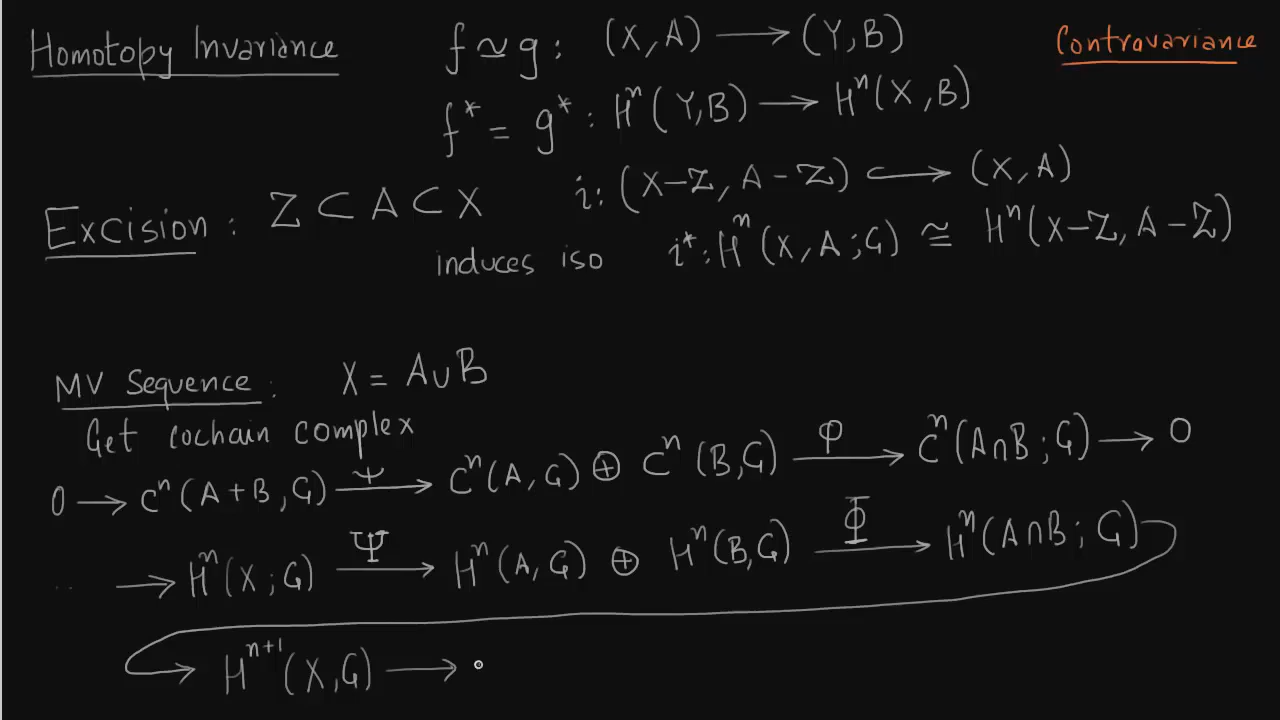 Homotopy Invariance f ≃ g : (X, A) ⟶ (Y, B) Contravariance
f* = g* : Hⁿ(Y, B) ⟶ Hⁿ(X, B)
Excision : Z ⊂ A ⊂ X i : (X−Z, A−Z) ↪ (X, A)
induces iso i* : Hⁿ(X, A ; G) ≅ Hⁿ(X−Z, A−Z)
MV Sequence : X = A∪B
Get cochain complex
0 ⟶ Cⁿ(A+B, G) ⟶^ψ Cⁿ(A, G) ⊕ Cⁿ(B, G) ⟶^φ Cⁿ(A∩B ; G) ⟶ 0
.. ⟶ Hⁿ(X ; G) ⟶^Ψ Hⁿ(A, G) ⊕ Hⁿ(B, G) ⟶^Φ Hⁿ(A∩B ; G)
⟶ Hⁿ⁺¹(X, G) ⟶